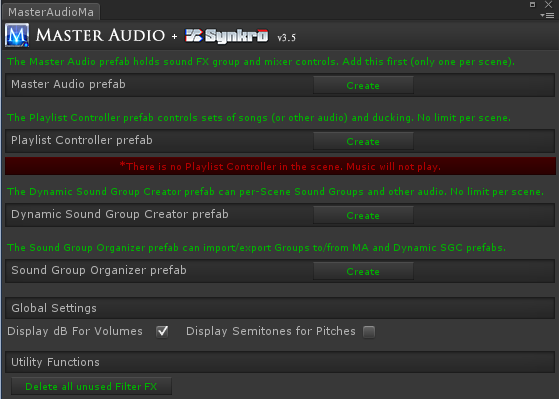 MasterAudioMa
MASTER AUDIO + Synkro v3.5
The Master Audio prefab holds sound FX group and mixer controls. Add this first (only one per scene).
Master Audio prefab Create
The Playlist Controller prefab controls sets of songs (or other audio) and ducking. No limit per scene.
Playlist Controller prefab Create
*There is no Playlist Controller in the scene. Music will not play.
The Dynamic Sound Group Creator prefab can per-Scene Sound Groups and other audio. No limit per scene.
Dynamic Sound Group Creator prefab Create
The Sound Group Organizer prefab can import/export Groups to/from MA and Dynamic SGC prefabs.
Sound Group Organizer prefab Create
Global Settings
Display dB For Volumes Display Semitones for Pitches
Utility Functions
Delete all unused Filter FX